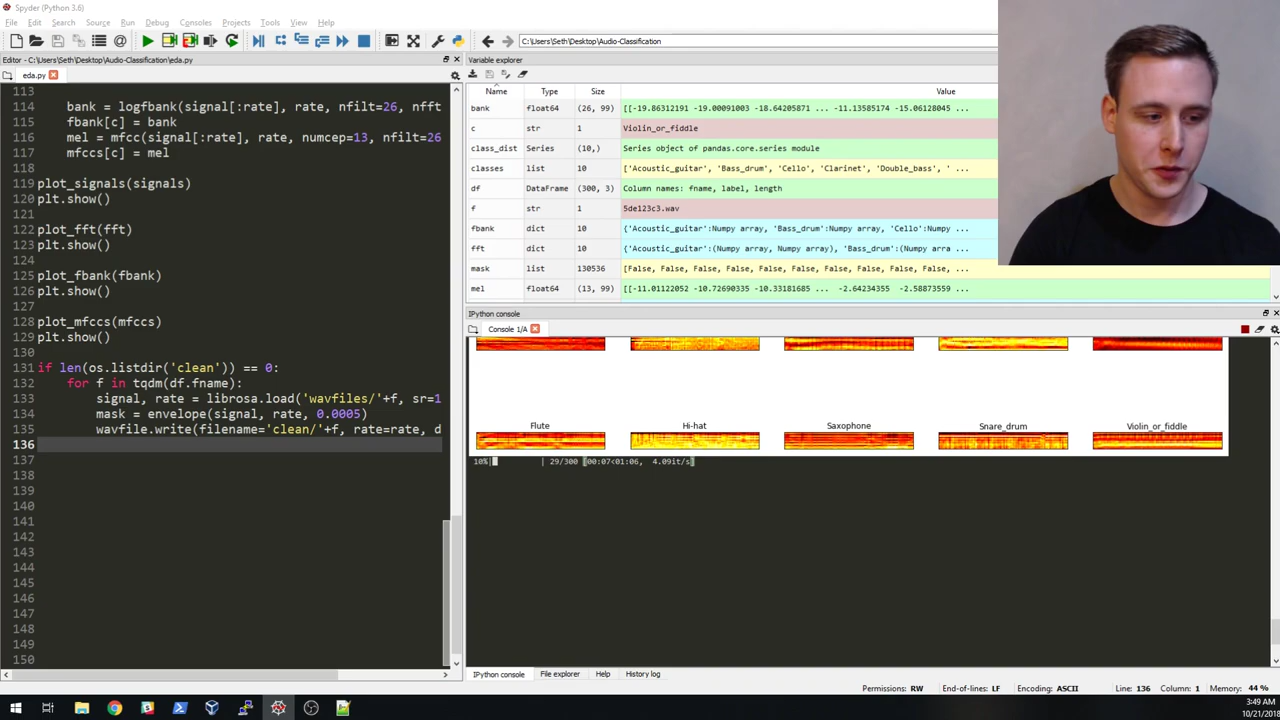 Spyder (Python 3.6)
File Edit Search Source Run Debug Consoles Projects Tools View Help
C:\Users\Seth\Desktop\Audio-Classification
Editor - C:\Users\Seth\Desktop\Audio-Classification\eda.py
eda.py
113
114 bank = logfbank(signal[:rate], rate, nfilt=26, nfft
115 fbank[c] = bank
116 mel = mfcc(signal[:rate], rate, numcep=13, nfilt=26
117 mfccs[c] = mel
118
119 plot_signals(signals)
120 plt.show()
121
122 plot_fft(fft)
123 plt.show()
124
125 plot_fbank(fbank)
126 plt.show()
127
128 plot_mfccs(mfccs)
129 plt.show()
130
131 if len(os.listdir('clean')) == 0:
132 for f in tqdm(df.fname):
133 signal, rate = librosa.load('wavfiles/'+f, sr=1
134 mask = envelope(signal, rate, 0.0005)
135 wavfile.write(filename='clean/'+f, rate=rate, d
136
137
138
139
140
141
142
143
144
145
146
147
148
149
150
Variable explorer
Name Type Size Value
bank float64 (26, 99) [[-19.86312191 -19.00091003 -18.64205871 ... -11.13585174 -15.06128045 ...
c str 1 Violin_or_fiddle
class_dist Series (10,) Series object of pandas.core.series module
classes list 10 ['Acoustic_guitar', 'Bass_drum', 'Cello', 'Clarinet', 'Double_bass', ' ...
df DataFrame (300, 3) Column names: fname, label, length
f str 1 5de123c3.wav
fbank dict 10 {'Acoustic_guitar':Numpy array, 'Bass_drum':Numpy array, 'Cello':Numpy ...
fft dict 10 {'Acoustic_guitar':(Numpy array, Numpy array), 'Bass_drum':(Numpy arra ...
mask list 130536 [False, False, False, False, False, False, False, False, False, ...
mel float64 (13, 99) [[-11.01122052 -10.72690335 -10.33181685 ... -2.64234355 -2.58873559 ...
IPython console
Console 1/A
Flute Hi-hat Saxophone Snare_drum Violin_or_fiddle
10%| | 29/300 [00:07<01:06, 4.09it/s]
IPython console File explorer Help History log
Permissions: RW End-of-lines: LF Encoding: ASCII Line: 136 Column: 1 Memory: 44 %
3:49 AM
10/21/2018